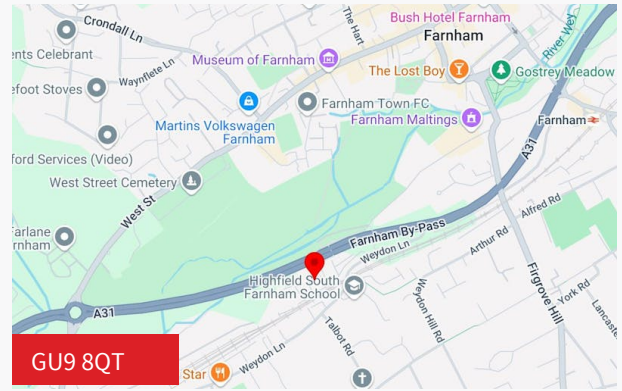 Crondall Ln
The Hart
Bush Hotel Farnham
Farnham
River Wey
ents Celebrant
Museum of Farnham
The Lost Boy
Gostrey Meadow
Waynflete Ln
efoot Stoves
Farnham Town FC
Martins Volkswagen
Farnham
Farnham Maltings
Farnham
A31
ford Services (Video)
West Street Cemetery
West St
Alfred Rd
arlane
rnham
Farnham By-Pass
Weydon Ln
Arthur Rd
Highfield South
Farnham School
Firgrove Hill
York Rd
Lancaste
A31
Weydon Hill Rd
Talbot Rd
Weydon Ln
Star
GU9 8QT